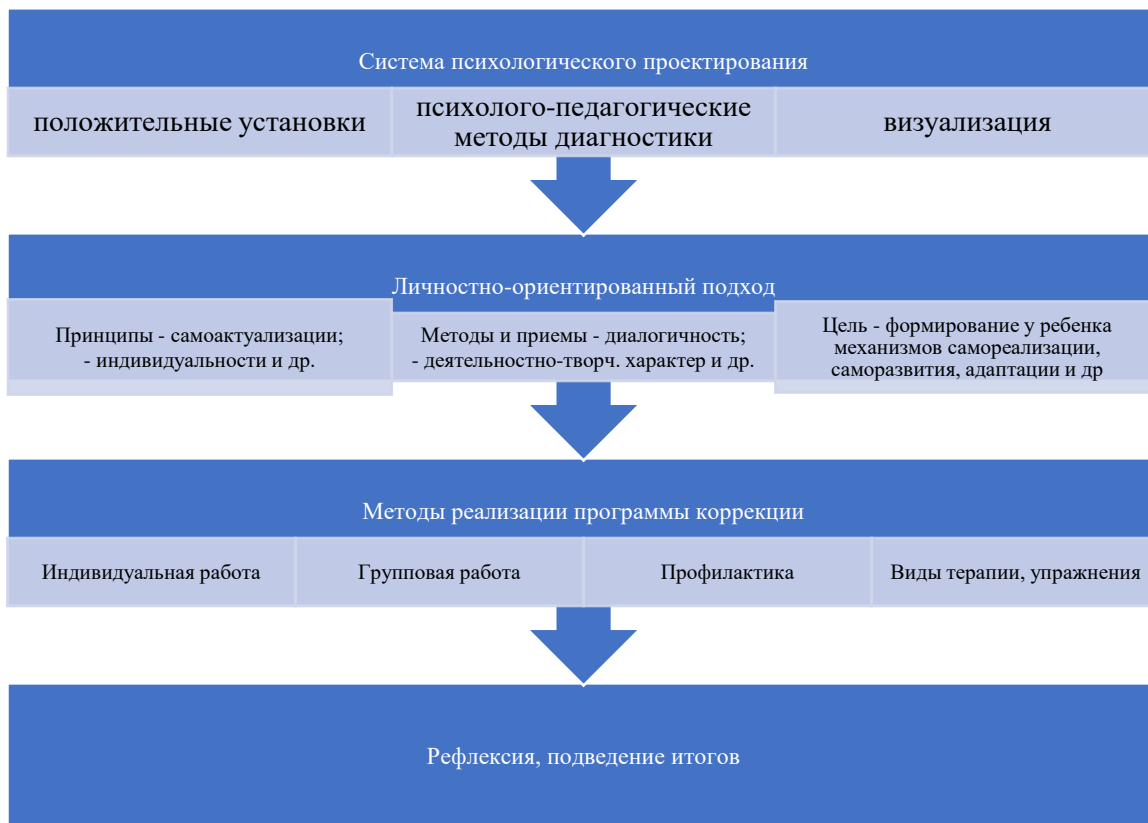 Система психологического проектирования
положительные установки
психолого-педагогические
методы диагностики
визуализация
Личностно-ориентированный подход
Принципы - самоактуализации;
- индивидуальности и др.
Методы и приемы - диалогичность;
- деятельностно-творч. характер и др.
Цель - формирование у ребенка
механизмов самореализации,
саморазвития, адаптации и др
Методы реализации программы коррекции
Индивидуальная работа
Групповая работа
Профилактика
Виды терапии, упражнения
Рефлексия, подведение итогов